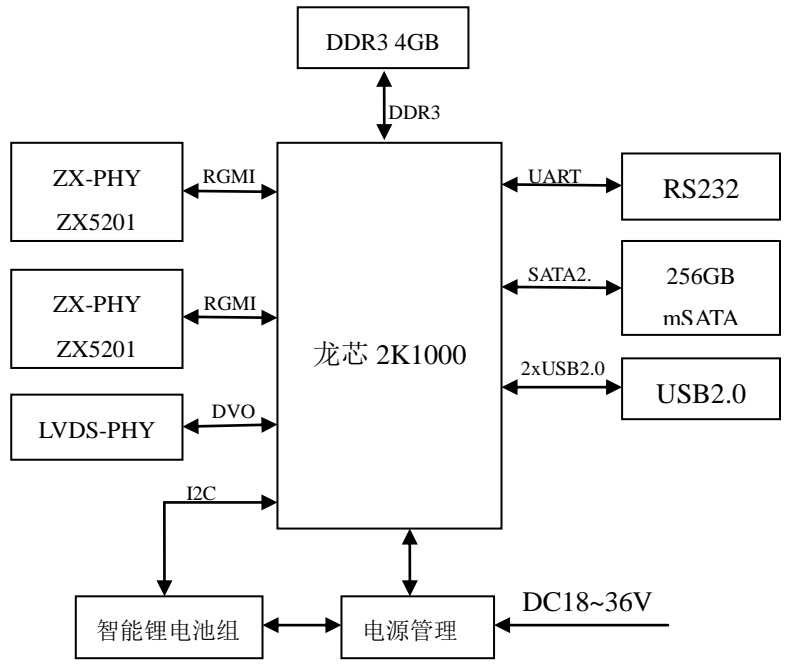 DDR3 4GB
DDR3
ZX-PHY
ZX5201
RGMI
UART
RS232
ZX-PHY
ZX5201
RGMI
SATA2.
256GB
mSATA
龙芯 2K1000
2xUSB2.0
USB2.0
LVDS-PHY
DVO
I2C
智能锂电池组
电源管理
DC18~36V